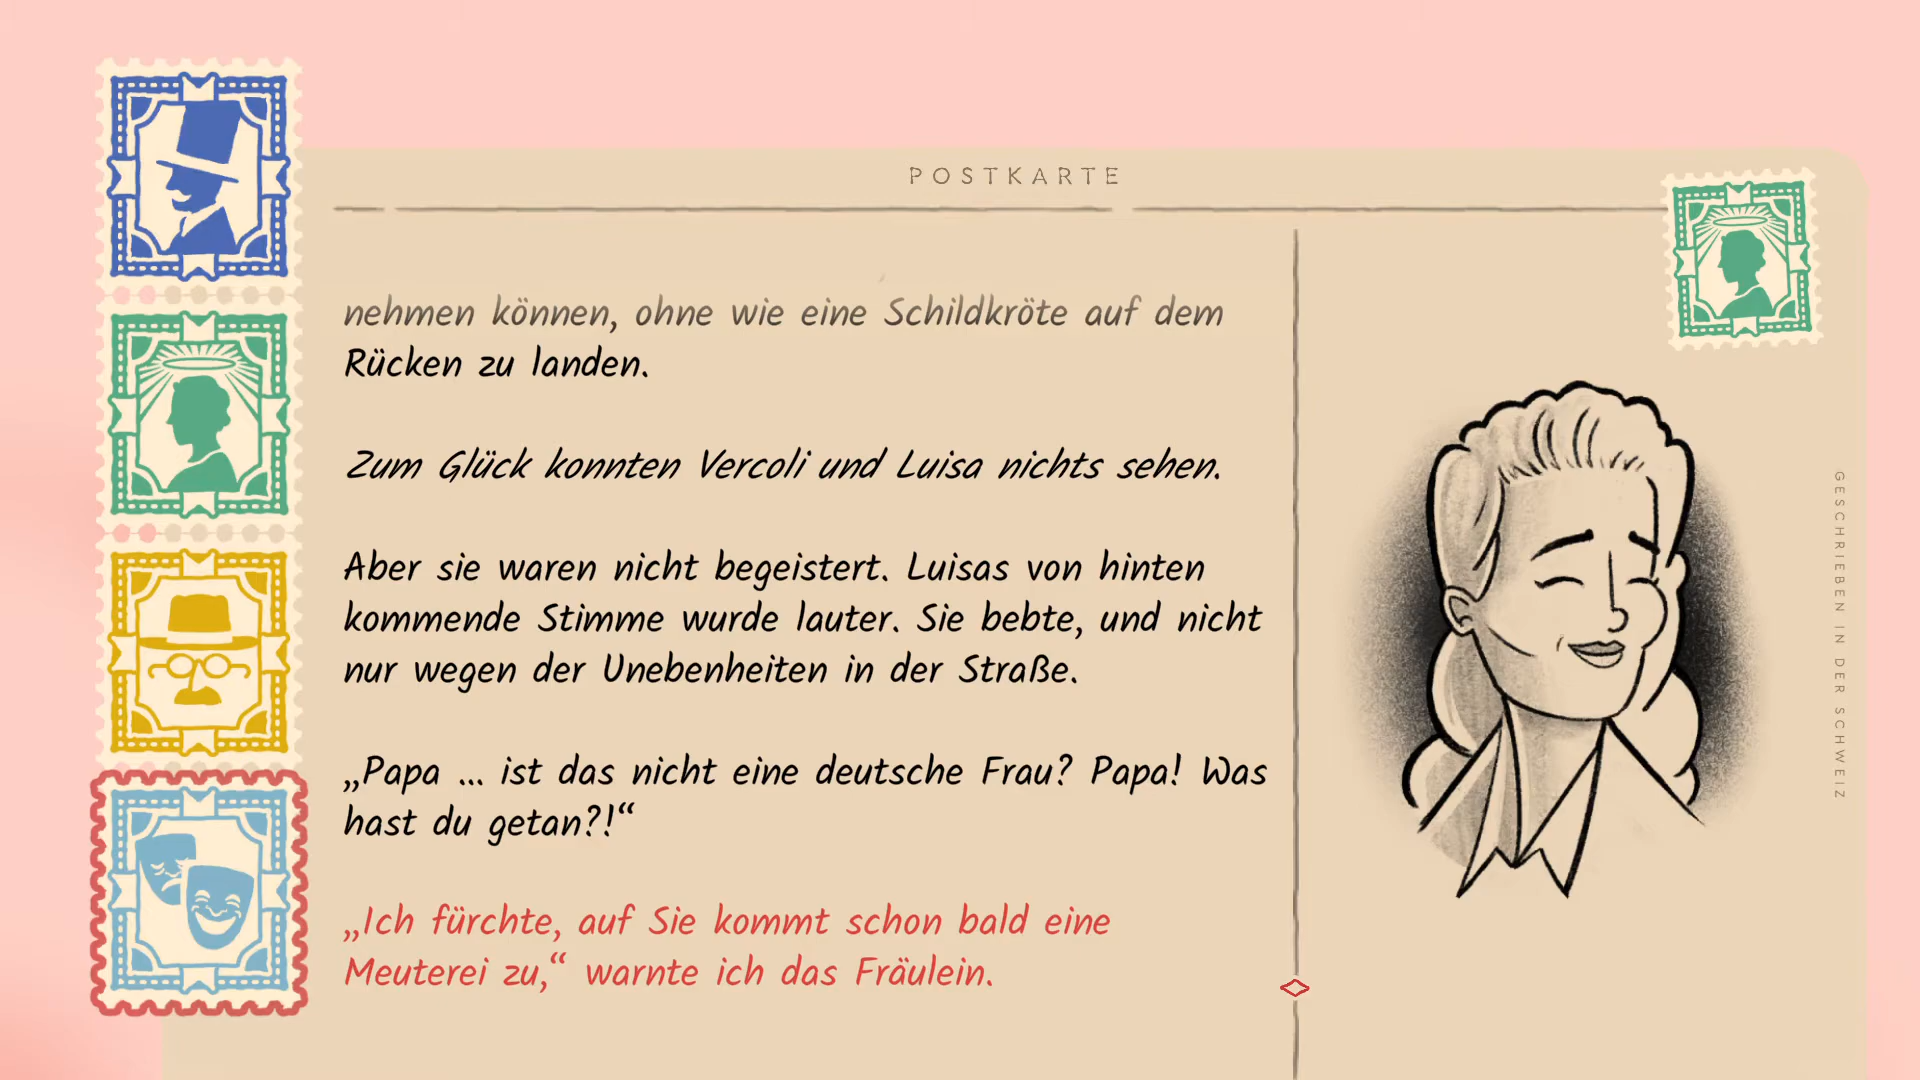 POSTKARTE
nehmen können, ohne wie eine Schildkröte auf dem
Rücken zu landen.
Zum Glück konnten Vercoli und Luisa nichts sehen.
Aber sie waren nicht begeistert. Luisas von hinten
kommende Stimme wurde lauter. Sie bebte, und nicht
nur wegen der Unebenheiten in der Straße.
„Papa ... ist das nicht eine deutsche Frau? Papa! Was
hast du getan?!“
„Ich fürchte, auf Sie kommt schon bald eine
Meuterei zu,“ warnte ich das Fräulein.
GESCHRIEBEN IN DER SCHWEIZ